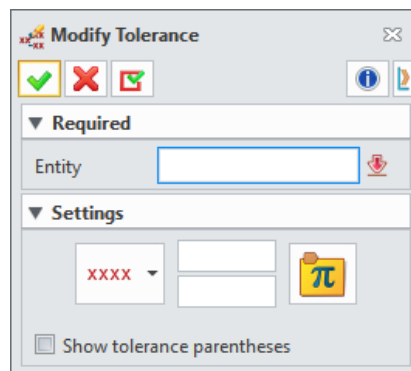 Modify Tolerance
Required
Entity
Settings
xxxx
π
Show tolerance parentheses